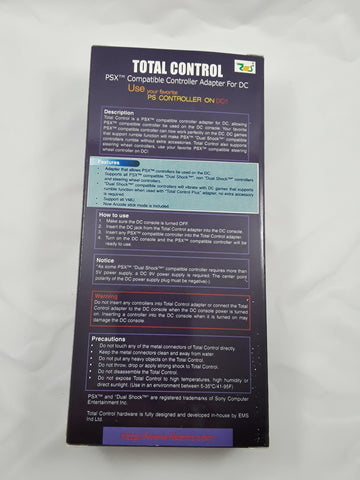 TOTAL CONTROL
PSX™ Compatible Controller Adapter For DC
Use your favorite
PS CONTROLLER ON DC!
Description
Total Control is a PSX™ compatible controller adapter for DC, allowing
PSX™ compatible controller be used on the DC console. Your favorite
PSX™ compatible controller can now work perfectly on the DC. DC games
that support rumble function will make PSX™ compatible controllers
rumble without extra accessories. Total Control also supports
steering wheel controllers, use your favorite PSX™ compatible steering
wheel controller on DC!
Features
Adapter that allows PSX™ controllers be used on the DC.
Supports all PSX™ compatible "Dual Shock™", non "Dual Shock™" controllers
and steering wheel controllers.
"Dual Shock™" compatible controllers will vibrate with DC games that supports
rumble function when used with "Total Control Plus" adapter, no extra accessory
is required.
Support all VMU.
Now Arcade stick mode is included.
How to use
1. Make sure the DC console is turned OFF.
2. Insert the DC jack from the Total Control adapter into the DC console.
3. Insert any PSX™ compatible controller into the Total Control Adapter.
4. Turn on the DC console and the PSX™ compatible controller will be
ready to use.
Notice
"As some PSX™ "Dual Shock™" compatible controller requires more than
5V power supply, a DC 9V power supply is required. The center point
polarity of the DC power supply plug must be negative(-).
Warning
Do not insert any controllers into Total Control adapter or connect the Total
Control adapter to the DC console when the DC console power is turned
on. Inserting a controller into the DC console when it is turned on may
damage the DC console.
Precautions
Do not touch any of the metal connectors of Total Control directly.
Keep the metal connectors clean and away from water.
Do not put any heavy objects on the Total Control.
Do not throw, drop or apply strong shock to Total Control.
Do not disassemble the Total Control.
Do not expose Total Control to high temperatures, high humidity or
direct sunlight. (Use in an environment between 5-35°C/41-95F)
PSX™ and "Dual Shock™" are registered trademarks of Sony Computer
Entertainment Inc.
Total Control hardware is fully designed and developed in-house by EMS
Ind Ltd.